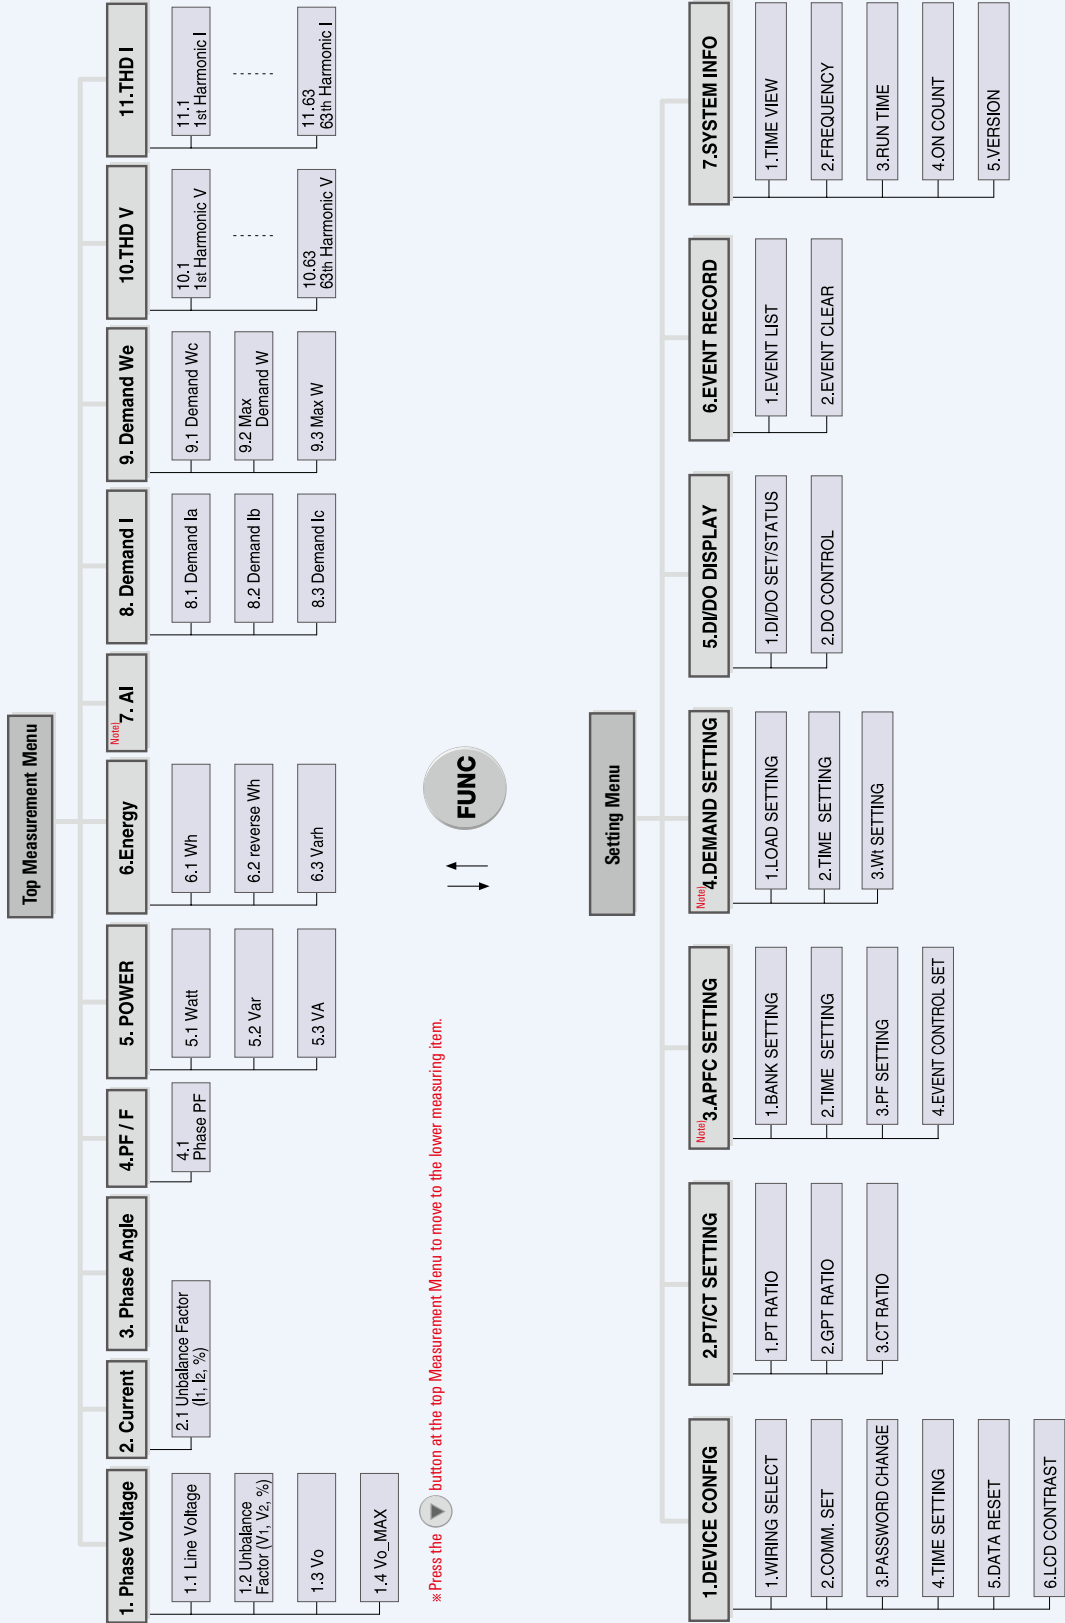 Top Measurement Menu
1. Phase Voltage
1.1 Line Voltage
1.2 Unbalance
Factor (V1, V2, %)
1.3 Vo
1.4 Vo_MAX
2. Current
2.1 Unbalance Factor
(I1, I2, %)
3. Phase Angle
4.PF / F
4.1
Phase PF
5. POWER
5.1 Watt
5.2 Var
5.3 VA
6.Energy
6.1 Wh
6.2 reverse Wh
6.3 Varh
Note)
7. AI
8. Demand I
8.1 Demand Ia
8.2 Demand Ib
8.3 Demand Ic
9. Demand We
9.1 Demand Wc
9.2 Max
Demand W
9.3 Max W
10.THD V
10.1
1st Harmonic V
10.63
63th Harmonic V
11.THD I
11.1
1st Harmonic I
11.63
63th Harmonic I
※ Press the ▼ button at the top Measurement Menu to move to the lower measuring item.
FUNC
Setting Menu
1.DEVICE CONFIG
1.WIRING SELECT
2.COMM. SET
3.PASSWORD CHANGE
4.TIME SETTING
5.DATA RESET
6.LCD CONTRAST
2.PT/CT SETTING
1.PT RATIO
2.GPT RATIO
3.CT RATIO
Note)
3.APFC SETTING
1.BANK SETTING
2.TIME SETTING
3.PF SETTING
4.EVENT CONTROL SET
Note)
4.DEMAND SETTING
1.LOAD SETTING
2.TIME SETTING
3.Wt SETTING
5.DI/DO DISPLAY
1.DI/DO SET/STATUS
2.DO CONTROL
6.EVENT RECORD
1.EVENT LIST
2.EVENT CLEAR
7.SYSTEM INFO
1.TIME VIEW
2.FREQUENCY
3.RUN TIME
4.ON COUNT
5.VERSION